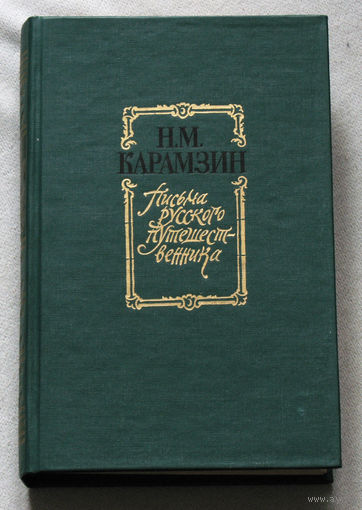 Н.М.
КАРАМЗИН
Письма
русского
путешест-
венника